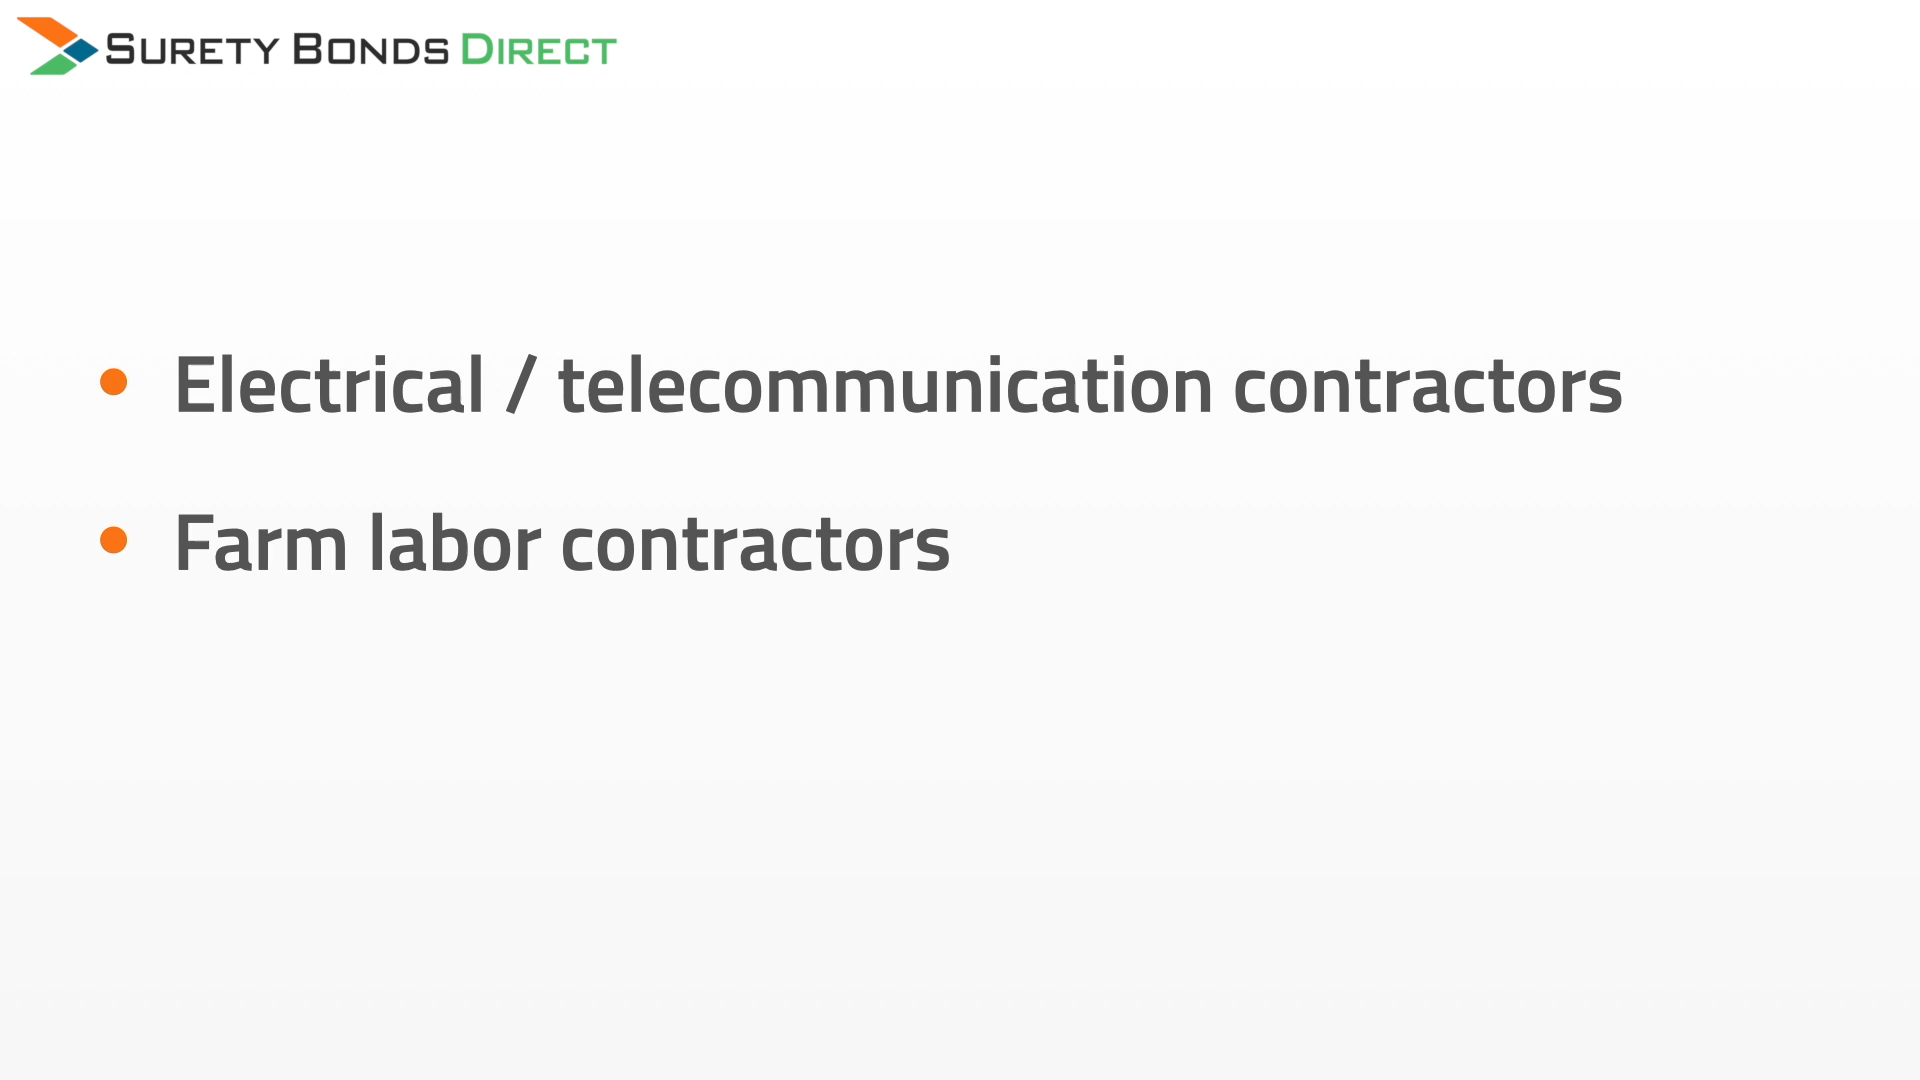 SURETY BONDS DIRECT
• Electrical / telecommunication contractors
• Farm labor contractors